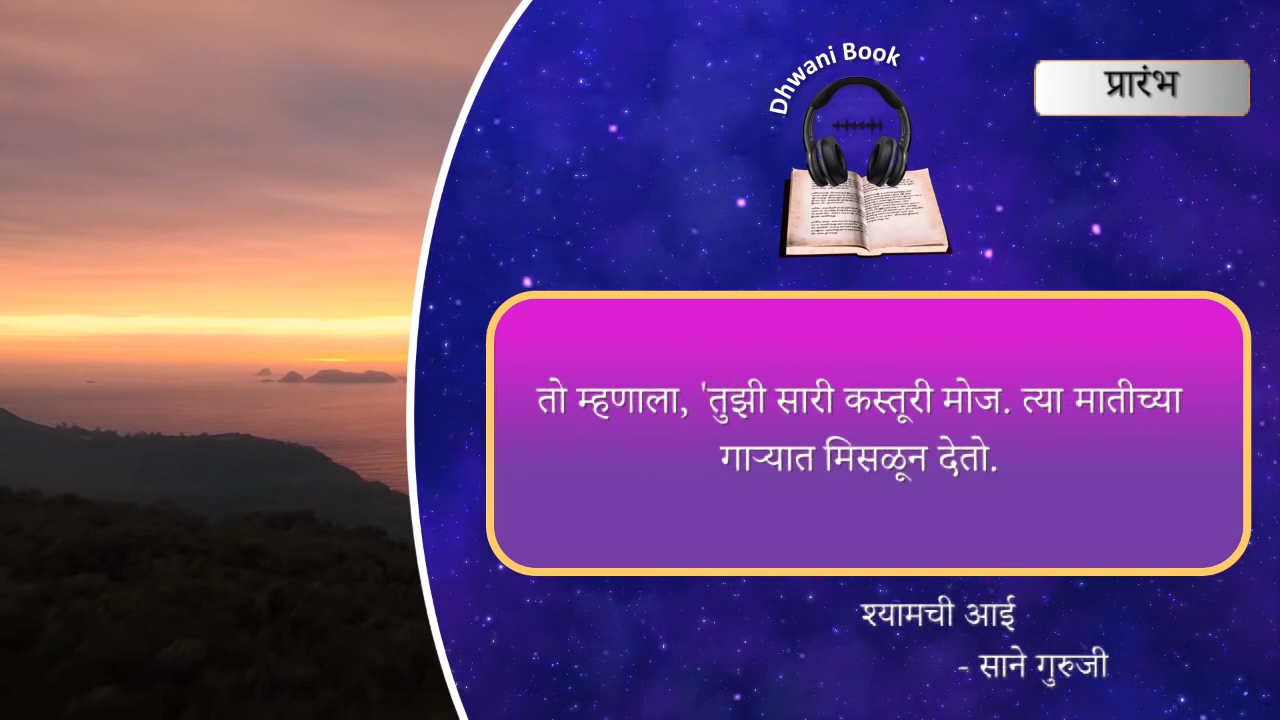 Dhwani Book
प्रारंभ
तो म्हणाला, 'तुझी सारी कस्तूरी मोज. त्या मातीच्या
गाऱ्यात मिसळून देतो.
श्यामची आई
- साने गुरुजी